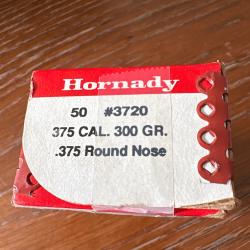 Hornady
50 #3720
375 CAL. 300 GR.
.375 Round Nose